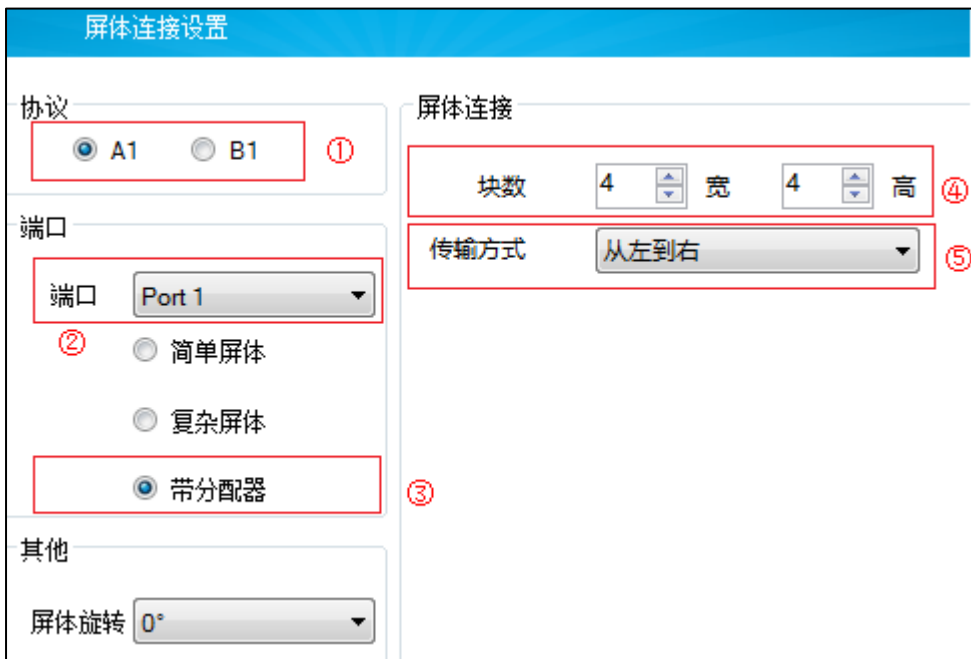 屏体连接设置
协议
A1 B1 ①
端口
端口 Port 1
②
简单屏体
复杂屏体
带分配器 ③
其他
屏体旋转 0°
屏体连接
块数 4 宽 4 高 ④
传输方式 从左到右 ⑤